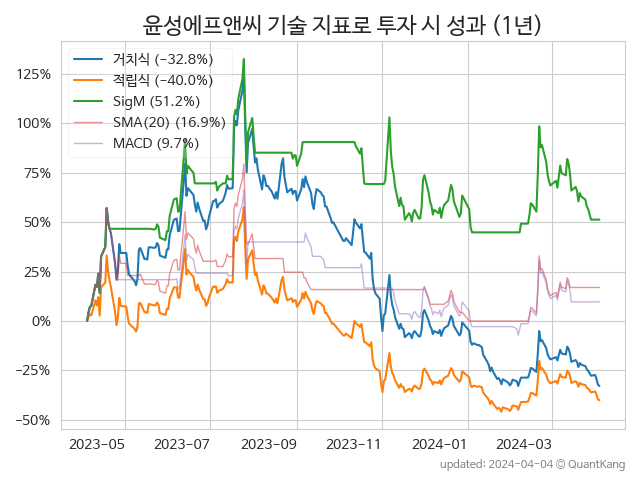 윤성에프앤씨 기술 지표로 투자 시 성과 (1년)
거치식 (−32.8%)
적립식 (−40.0%)
SigM (51.2%)
SMA(20) (16.9%)
MACD (9.7%)
125%
100%
75%
50%
25%
0%
−25%
−50%
2023−05 2023−07 2023−09 2023−11 2024−01 2024−03
updated: 2024−04−04 © QuantKang